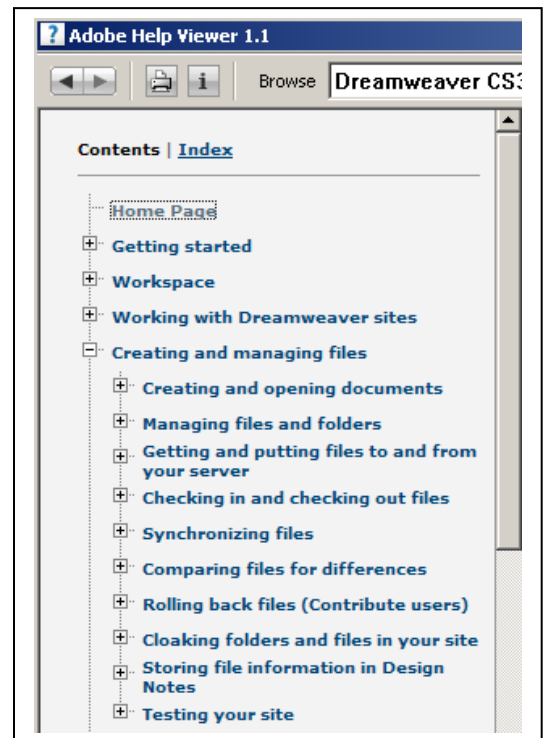 Adobe Help Viewer 1.1
i Browse Dreamweaver CS3
Contents | Index
Home Page
Getting started
Workspace
Working with Dreamweaver sites
Creating and managing files
Creating and opening documents
Managing files and folders
Getting and putting files to and from
your server
Checking in and checking out files
Synchronizing files
Comparing files for differences
Rolling back files (Contribute users)
Cloaking folders and files in your site
Storing file information in Design
Notes
Testing your site